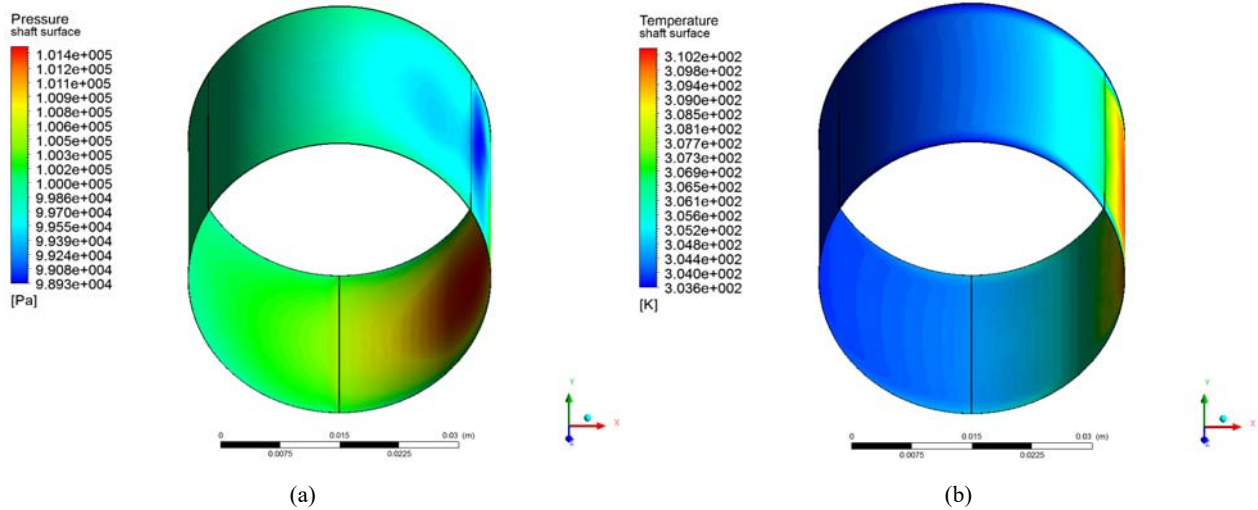 Pressure
shaft surface
1.014e+005
1.012e+005
1.011e+005
1.009e+005
1.008e+005
1.006e+005
1.005e+005
1.003e+005
1.002e+005
1.000e+005
9.986e+004
9.970e+004
9.955e+004
9.939e+004
9.924e+004
9.908e+004
9.893e+004
[Pa]
0 0.015 0.03 (m)
0.0075 0.0225
Y
X
Z
(a)
Temperature
shaft surface
3.102e+002
3.098e+002
3.094e+002
3.090e+002
3.085e+002
3.081e+002
3.077e+002
3.073e+002
3.069e+002
3.065e+002
3.061e+002
3.056e+002
3.052e+002
3.048e+002
3.044e+002
3.040e+002
3.036e+002
[K]
0 0.015 0.03 (m)
0.0075 0.0225
Y
X
Z
(b)